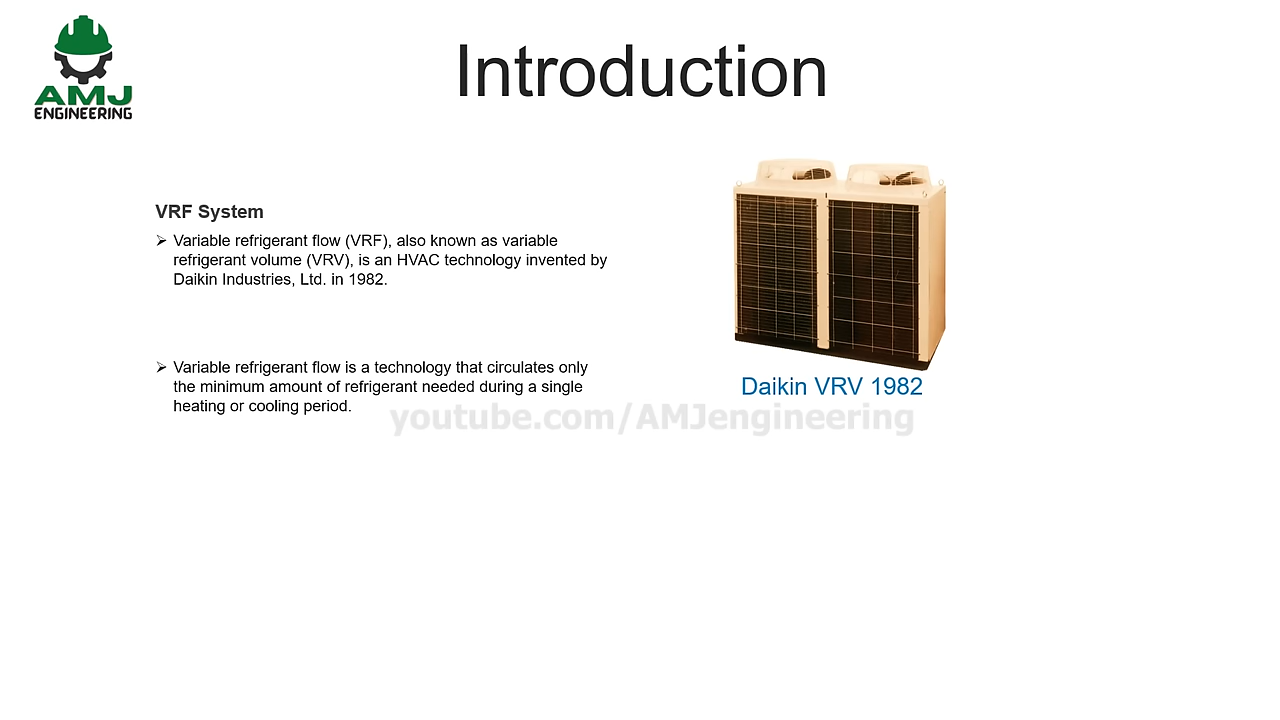 AMJ
ENGINEERING
Introduction
VRF System
➢ Variable refrigerant flow (VRF), also known as variable
refrigerant volume (VRV), is an HVAC technology invented by
Daikin Industries, Ltd. in 1982.
➢ Variable refrigerant flow is a technology that circulates only
the minimum amount of refrigerant needed during a single
heating or cooling period.
Daikin VRV 1982
youtube.com/AMJengineering